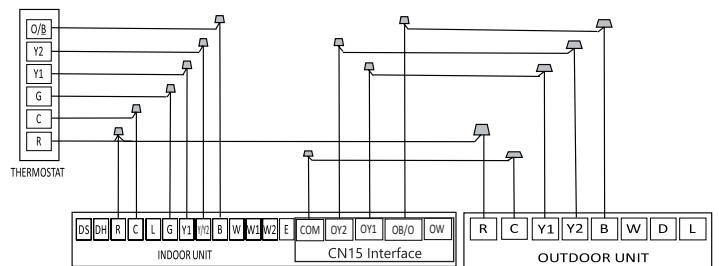 O/B
Y2
Y1
G
C
R
THERMOSTAT
DS DH R C L G Y1 Y/Y2 B W W1 W2 E COM OY2 OY1 OB/O OW
INDOOR UNIT
CN15 Interface
R C Y1 Y2 B W D L
OUTDOOR UNIT